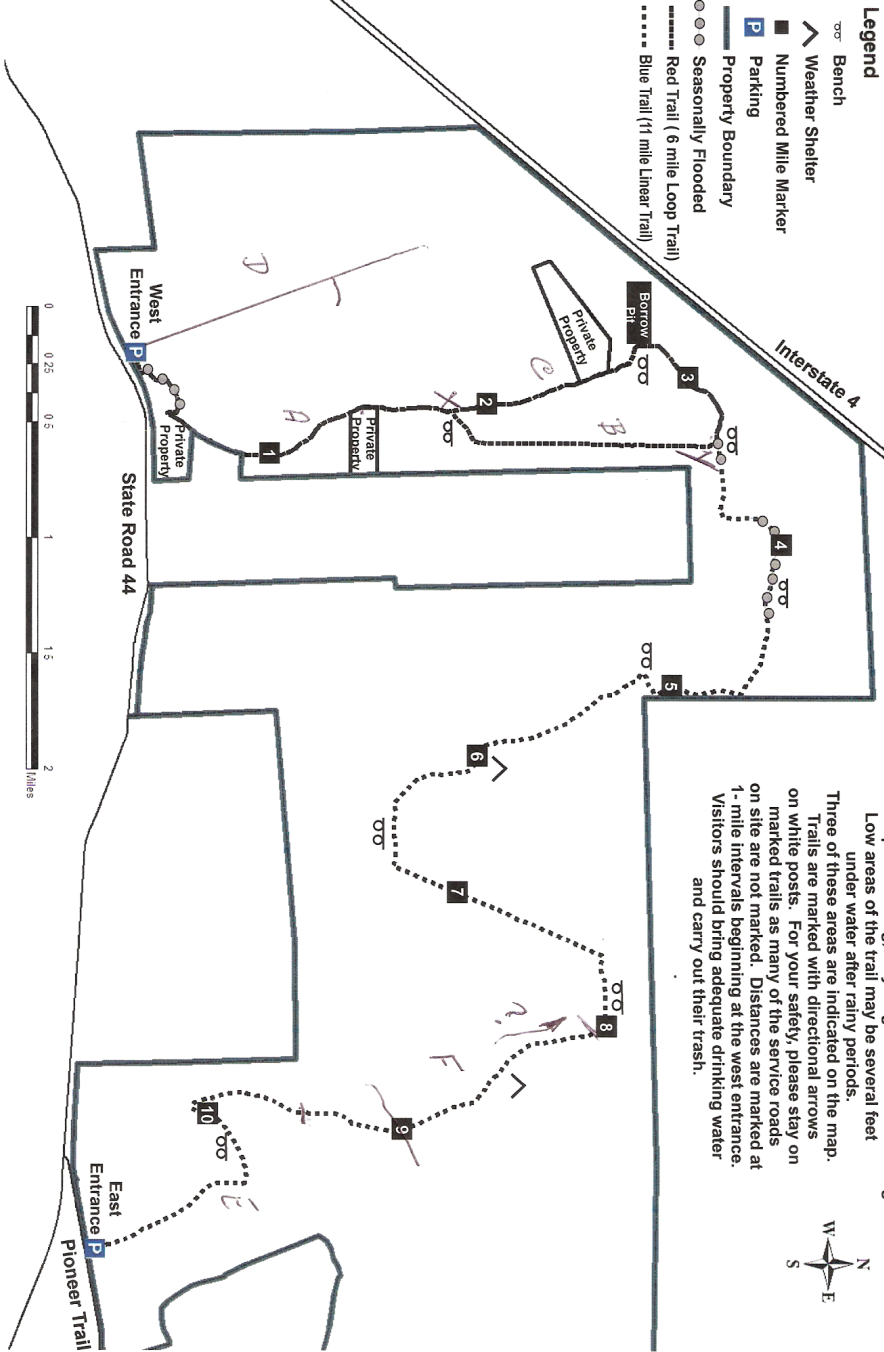 Legend
Bench
Weather Shelter
Numbered Mile Marker
P Parking
Property Boundary
Seasonally Flooded
Red Trail ( 6 mile Loop Trail)
Blue Trail (11 mile Linear Trail)
Interstate 4
Low areas of the trail may be several feet
under water after rainy periods.
Three of these areas are indicated on the map.
Trails are marked with directional arrows
on white posts. For your safety, please stay on
marked trails as many of the service roads
on site are not marked. Distances are marked at
1- mile intervals beginning at the west entrance.
Visitors should bring adequate drinking water
and carry out their trash.
N
W
E
S
Borrow
Pit
Private
Property
Private
Property
Private
Property
1
2
3
4
5
6
7
8
9
10
A
B
C
D
E
F
X
Y
West
Entrance P
State Road 44
East
Entrance P
Pioneer Trail
0
0.25
0.5
1
1.5
2
Miles